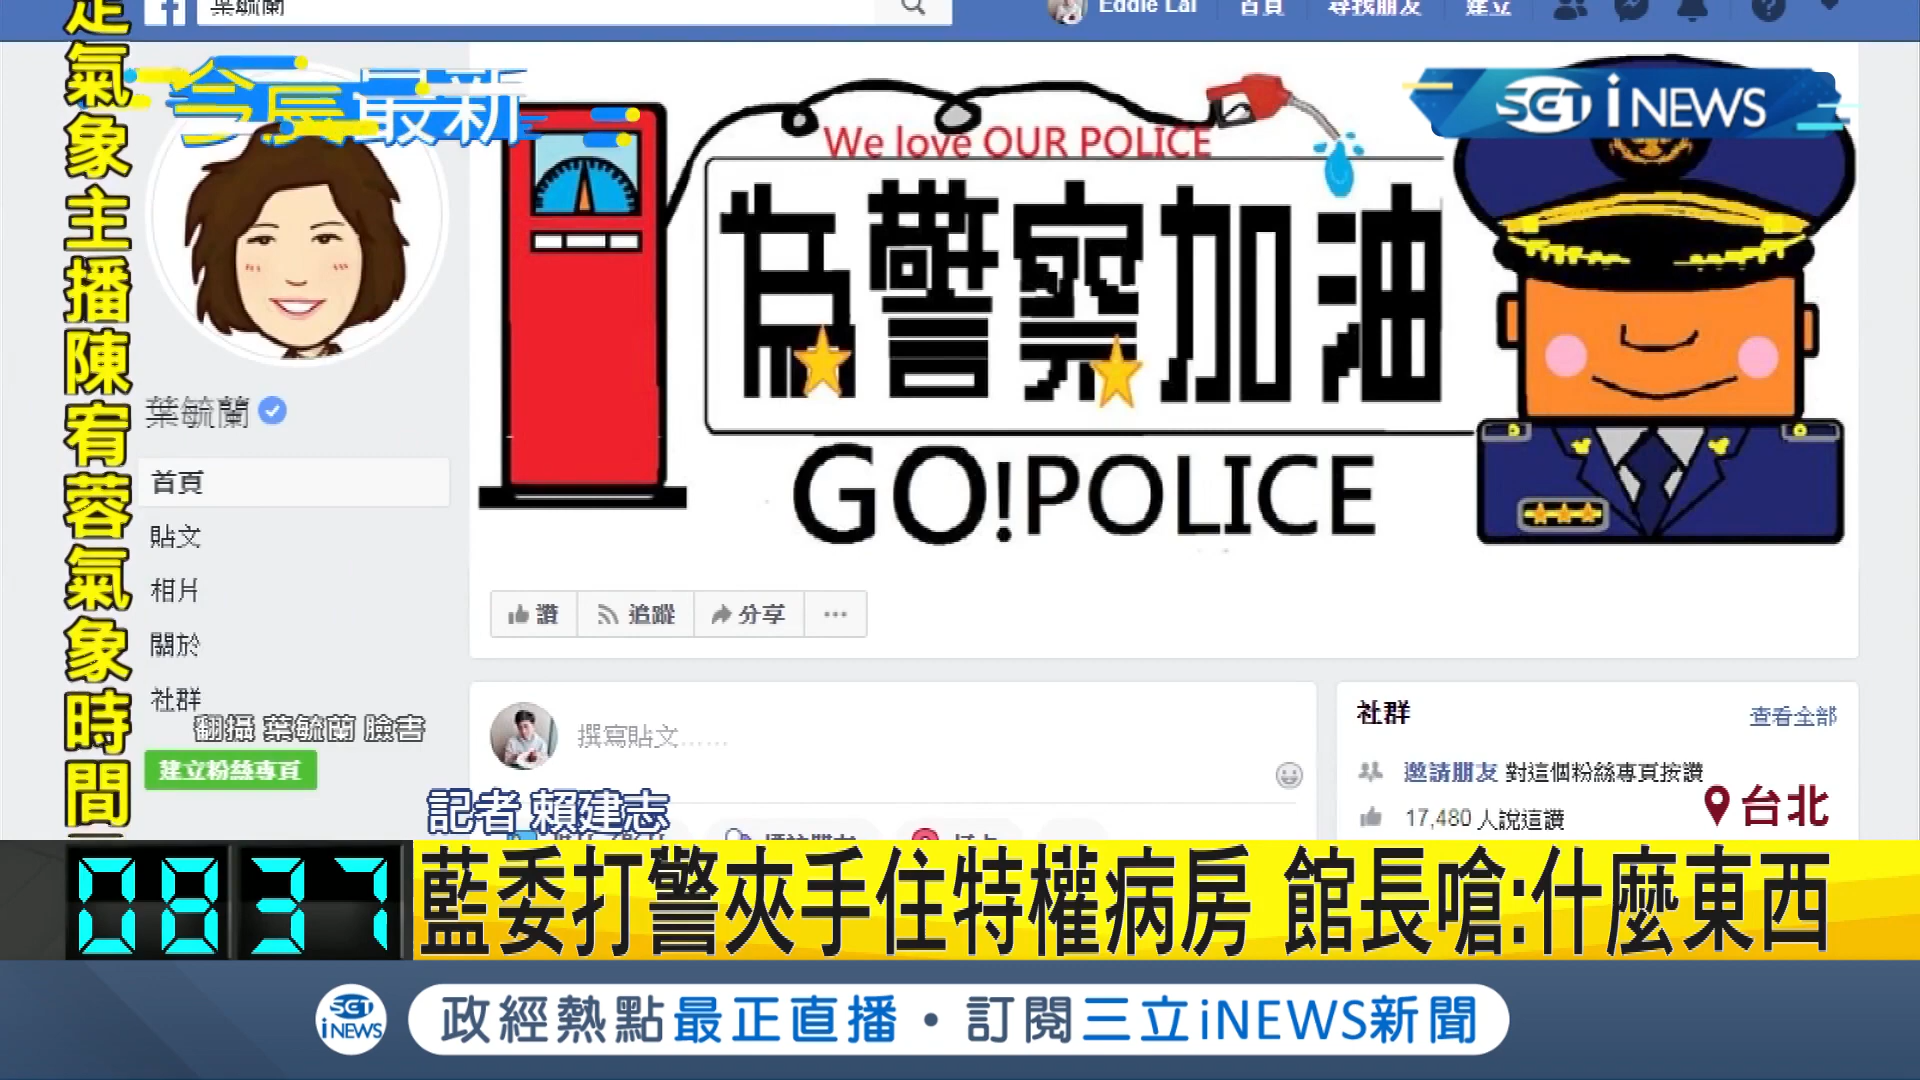 葉毓蘭
Eddie Lai
首頁
尋找朋友
建立
今晨最新
SET iNEWS
We love OUR POLICE
為警察加油
GO!POLICE
葉毓蘭
首頁
貼文
相片
關於
社群
翻攝 葉毓蘭 臉書
建立粉絲專頁
讚
追蹤
分享
撰寫貼文……
社群
查看全部
邀請朋友 對這個粉絲專頁按讚
17,480 人說這讚
氣象主播陳宥蓉氣象時間
記者 賴建志
台北
0837
藍委打警夾手住特權病房 館長嗆:什麼東西
SET iNEWS
政經熱點最正直播・訂閱三立iNEWS新聞